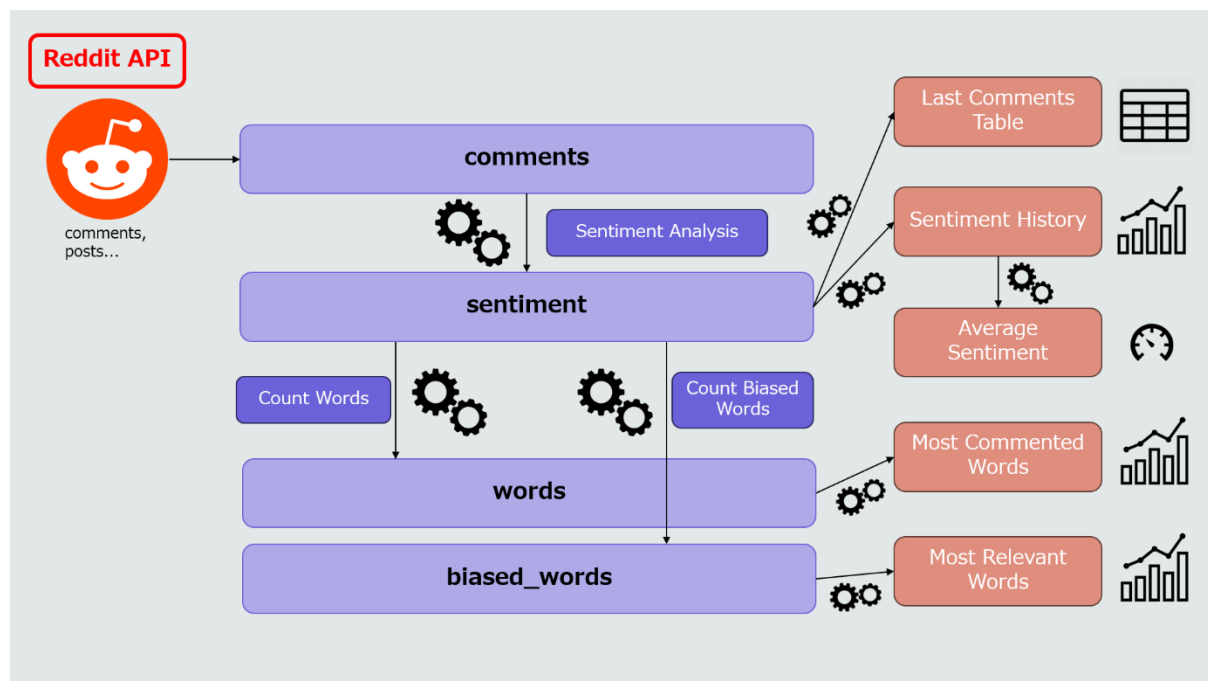 Reddit API
comments,
posts...
comments
Sentiment Analysis
sentiment
Count Words
Count Biased
Words
words
biased_words
Last Comments
Table
Sentiment History
Average
Sentiment
Most Commented
Words
Most Relevant
Words